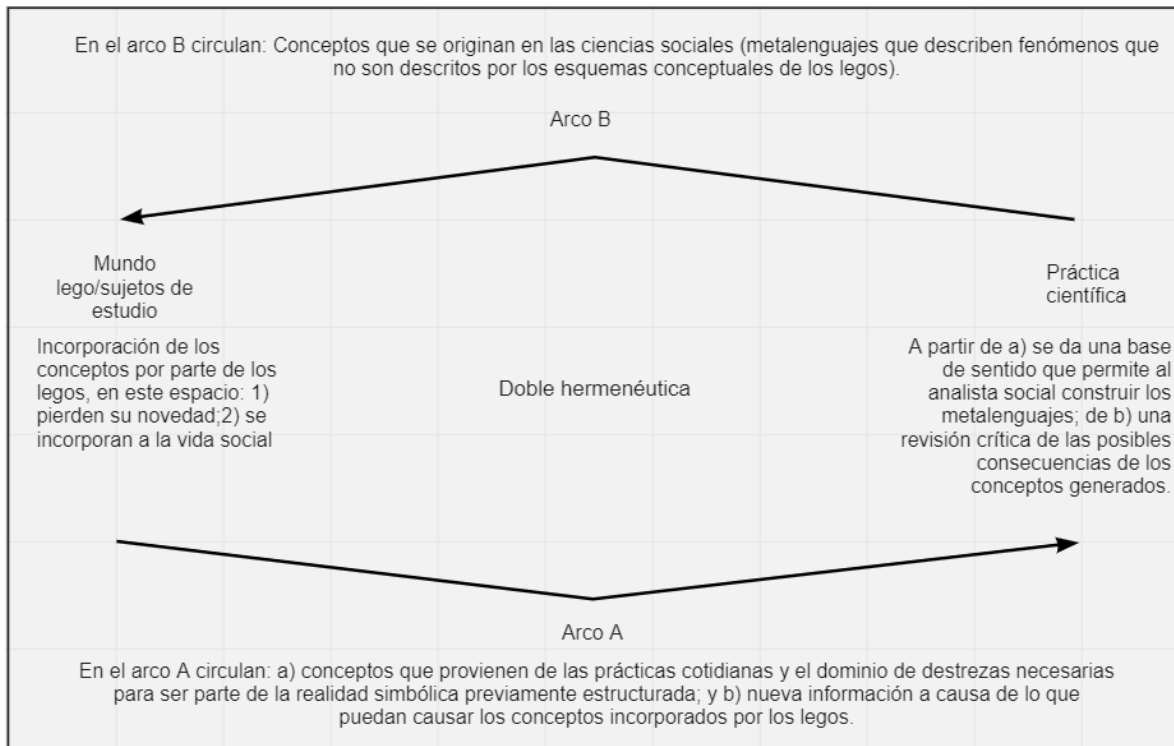 En el arco B circulan: Conceptos que se originan en las ciencias sociales (metalenguajes que describen fenómenos que
no son descritos por los esquemas conceptuales de los legos).
Arco B
Mundo
lego/sujetos de
estudio
Incorporación de los
conceptos por parte de los
legos, en este espacio: 1)
pierden su novedad;2) se
incorporan a la vida social
Doble hermenéutica
Práctica
científica
A partir de a) se da una base
de sentido que permite al
analista social construir los
metalenguajes; de b) una
revisión crítica de las posibles
consecuencias de los
conceptos generados.
Arco A
En el arco A circulan: a) conceptos que provienen de las prácticas cotidianas y el dominio de destrezas necesarias
para ser parte de la realidad simbólica previamente estructurada; y b) nueva información a causa de lo que
puedan causar los conceptos incorporados por los legos.